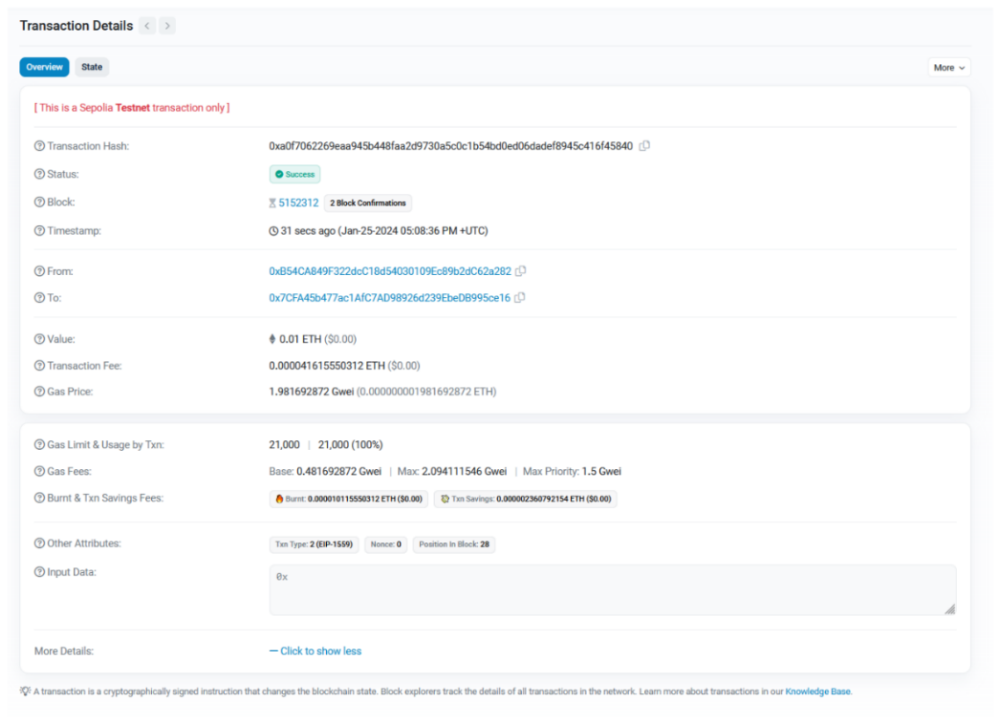 Transaction Details < >
Overview State More
[ This is a Sepolia Testnet transaction only ]
Transaction Hash: 0xa0f7062269eaa945b448faa2d9730a5c0c1b54bd0ed06dadef8945c416f45840
Status: Success
Block: 5152312 2 Block Confirmations
Timestamp: 31 secs ago (Jan-25-2024 05:08:36 PM +UTC)
From: 0xB54CA849F322dcC18d54030109Ec89b2dC62a282
To: 0x7CFA45b477ac1AfC7AD98926d239EbeDB995ce16
Value: 0.01 ETH ($0.00)
Transaction Fee: 0.000041615550312 ETH ($0.00)
Gas Price: 1.981692872 Gwei (0.000000001981692872 ETH)
Gas Limit & Usage by Txn: 21,000 | 21,000 (100%)
Gas Fees: Base: 0.481692872 Gwei | Max: 2.094111546 Gwei | Max Priority: 1.5 Gwei
Burnt & Txn Savings Fees: Burnt: 0.000010115550312 ETH ($0.00) Txn Savings: 0.000002360792154 ETH ($0.00)
Other Attributes: Txn Type: 2 (EIP-1559) Nonce: 0 Position In Block: 28
Input Data: 0x
More Details: — Click to show less
A transaction is a cryptographically signed instruction that changes the blockchain state. Block explorers track the details of all transactions in the network. Learn more about transactions in our Knowledge Base.